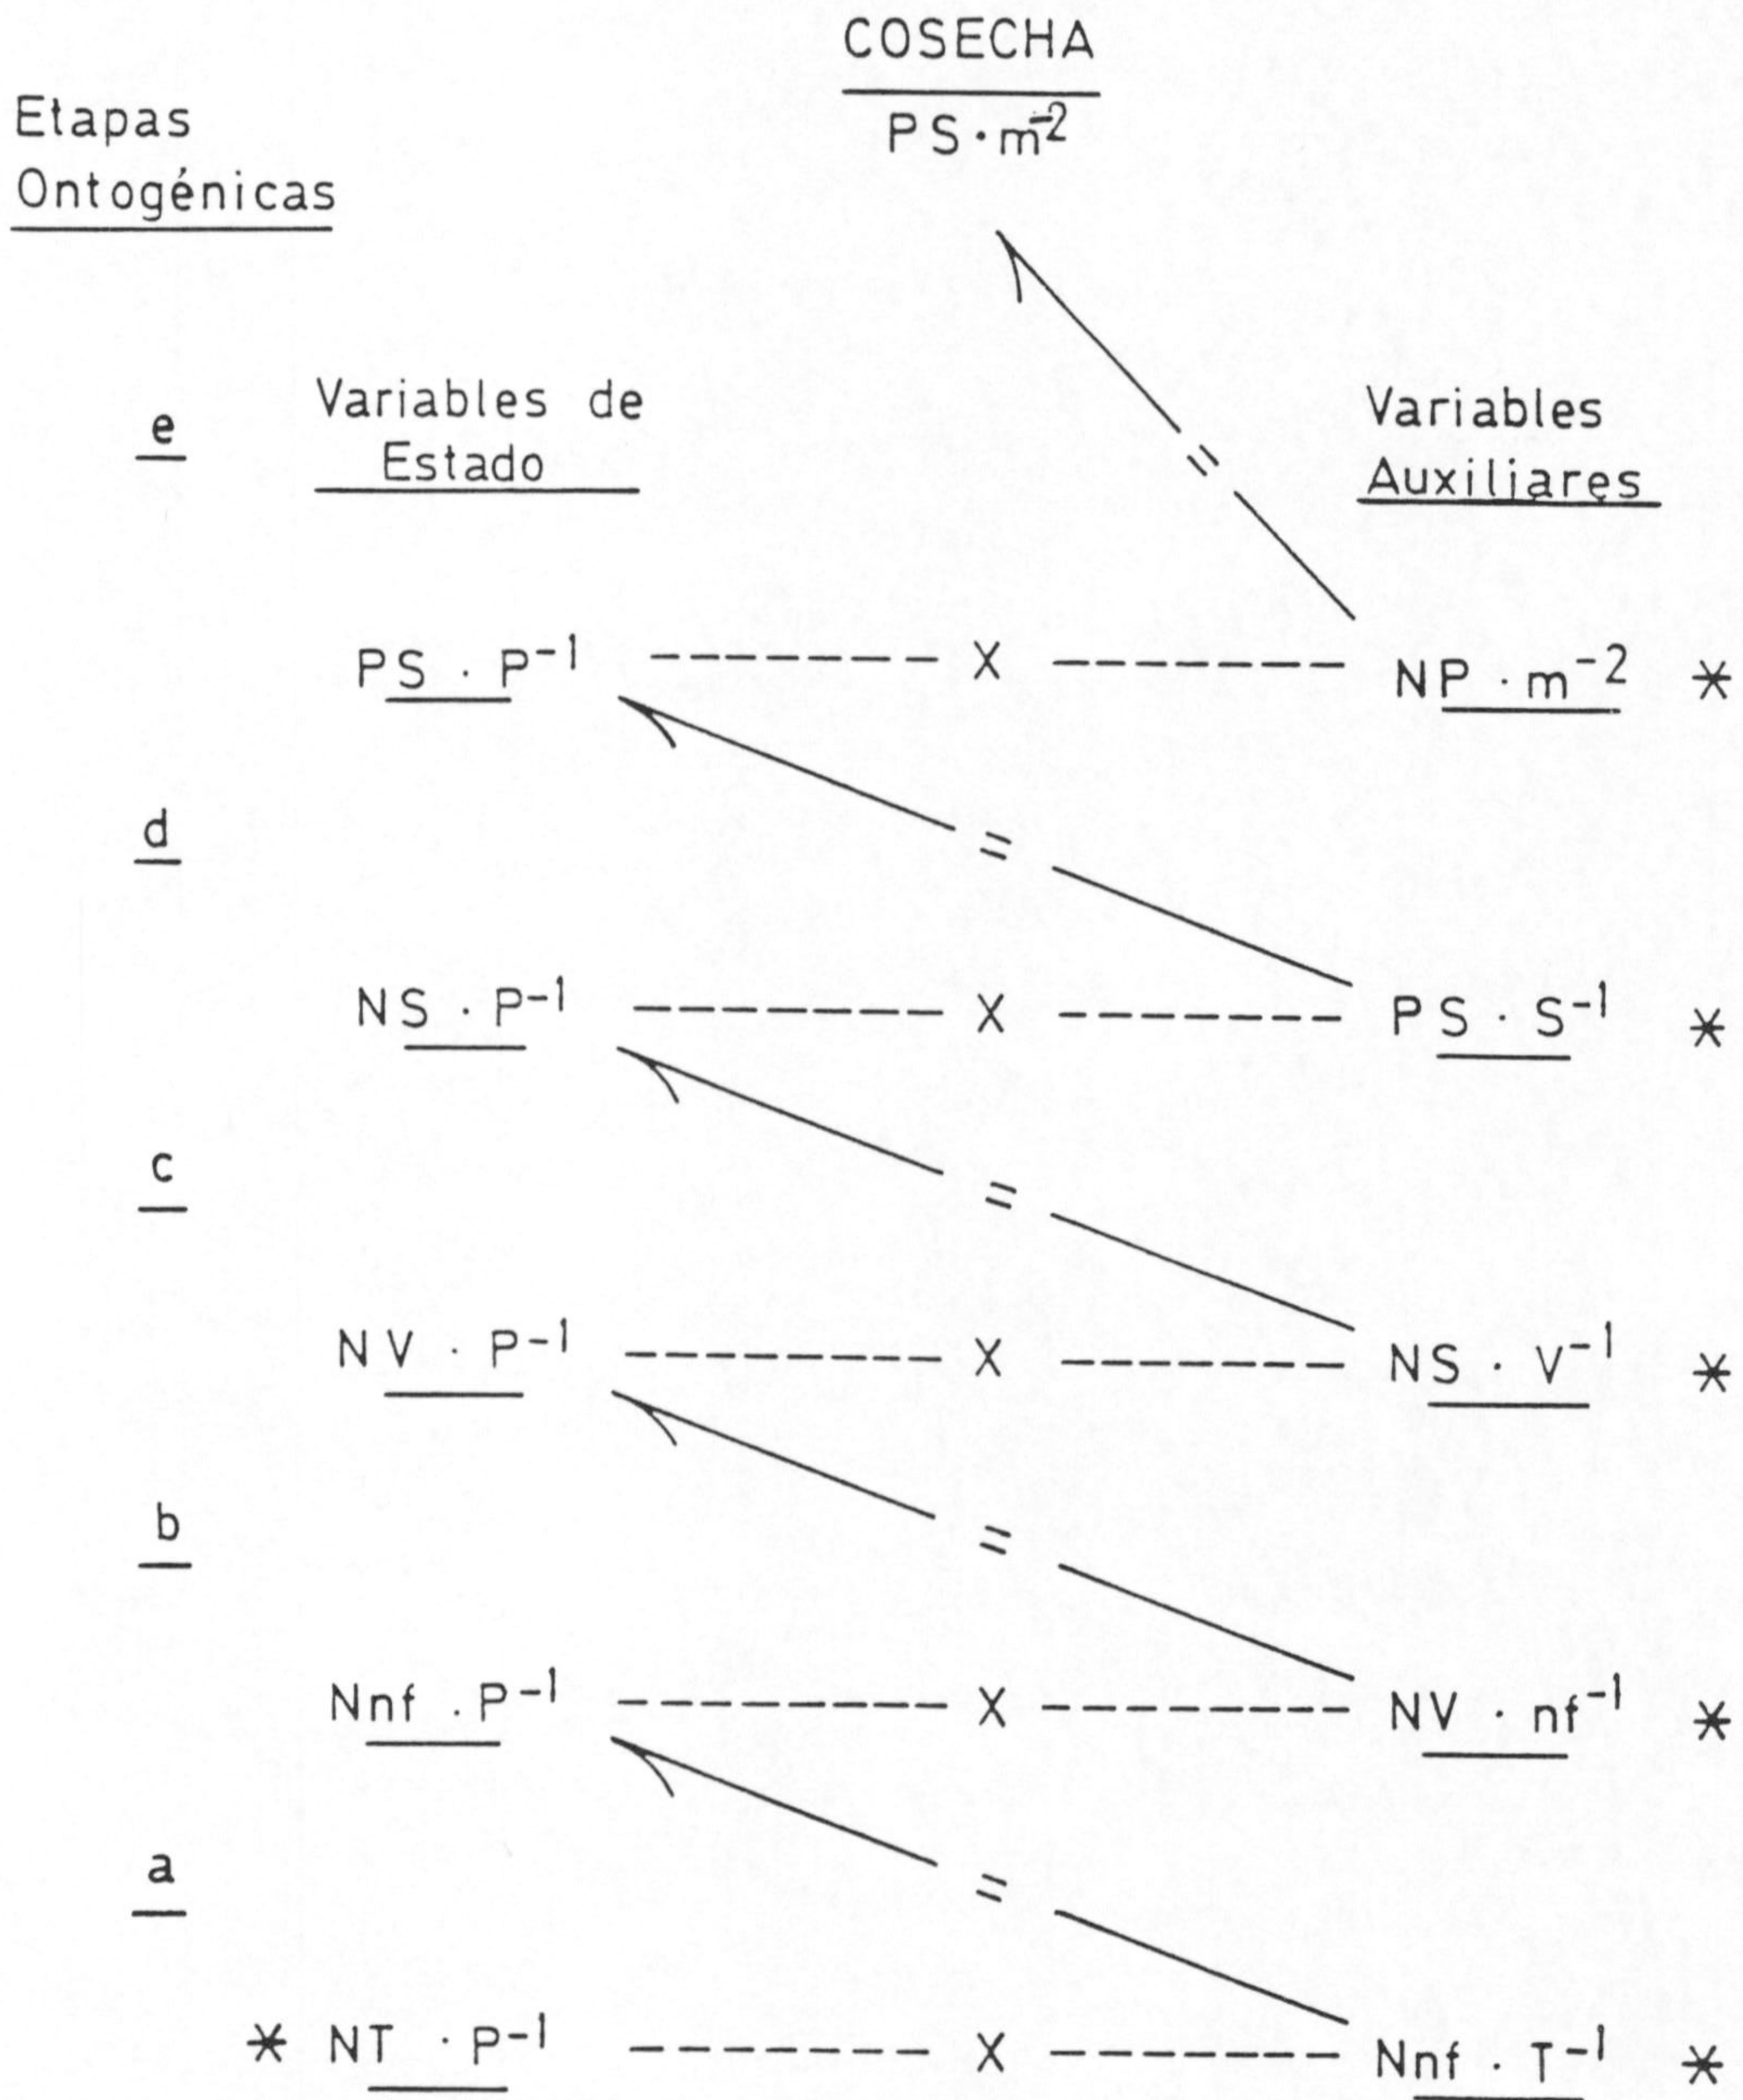 COSECHA
PS·m⁻²
Etapas
Ontogénicas
e
Variables de
Estado
Variables
Auxiliares
PS · P⁻¹ -------- X -------- NP · m⁻² *
d
NS · P⁻¹ -------- X -------- PS · S⁻¹ *
c
NV · P⁻¹ -------- X -------- NS · V⁻¹ *
b
Nnf · P⁻¹ -------- X -------- NV · nf⁻¹ *
a
* NT · P⁻¹ -------- X -------- Nnf · T⁻¹ *